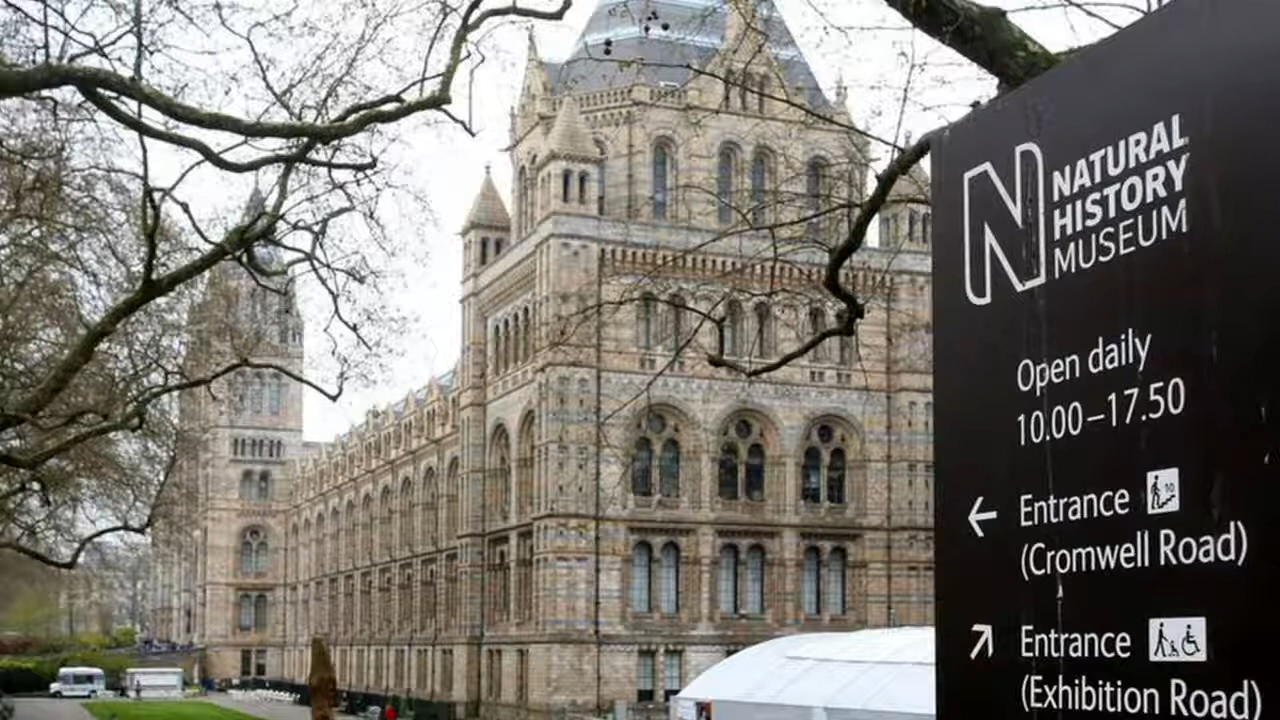 N
NATURAL
HISTORY
MUSEUM
Open daily
10.00–17.50
← Entrance
(Cromwell Road)
↗ Entrance
(Exhibition Road)